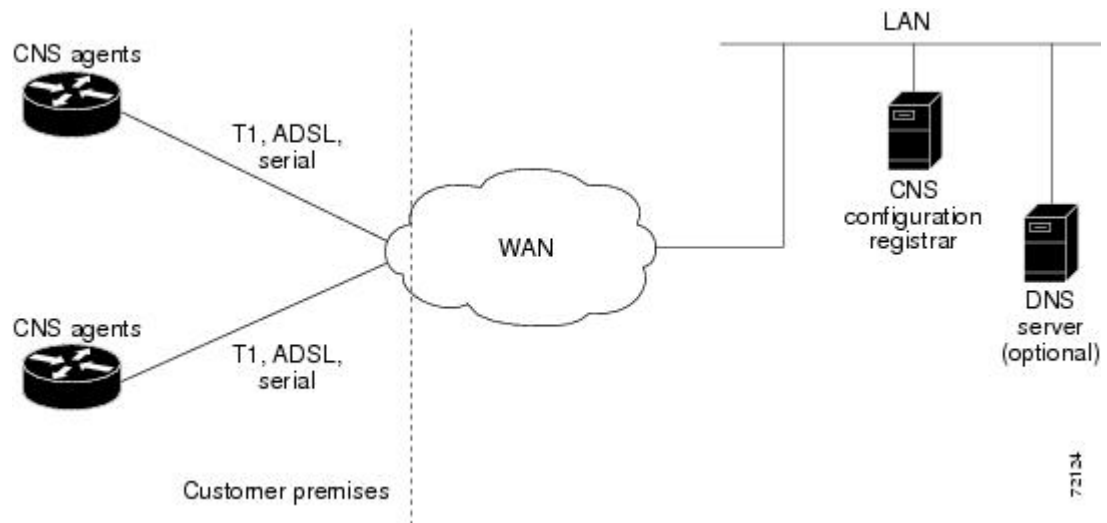 LAN
CNS agents
T1, ADSL,
serial
CNS
configuration
registrar
WAN
DNS
server
(optional)
CNS agents
T1, ADSL,
serial
Customer premises
72124